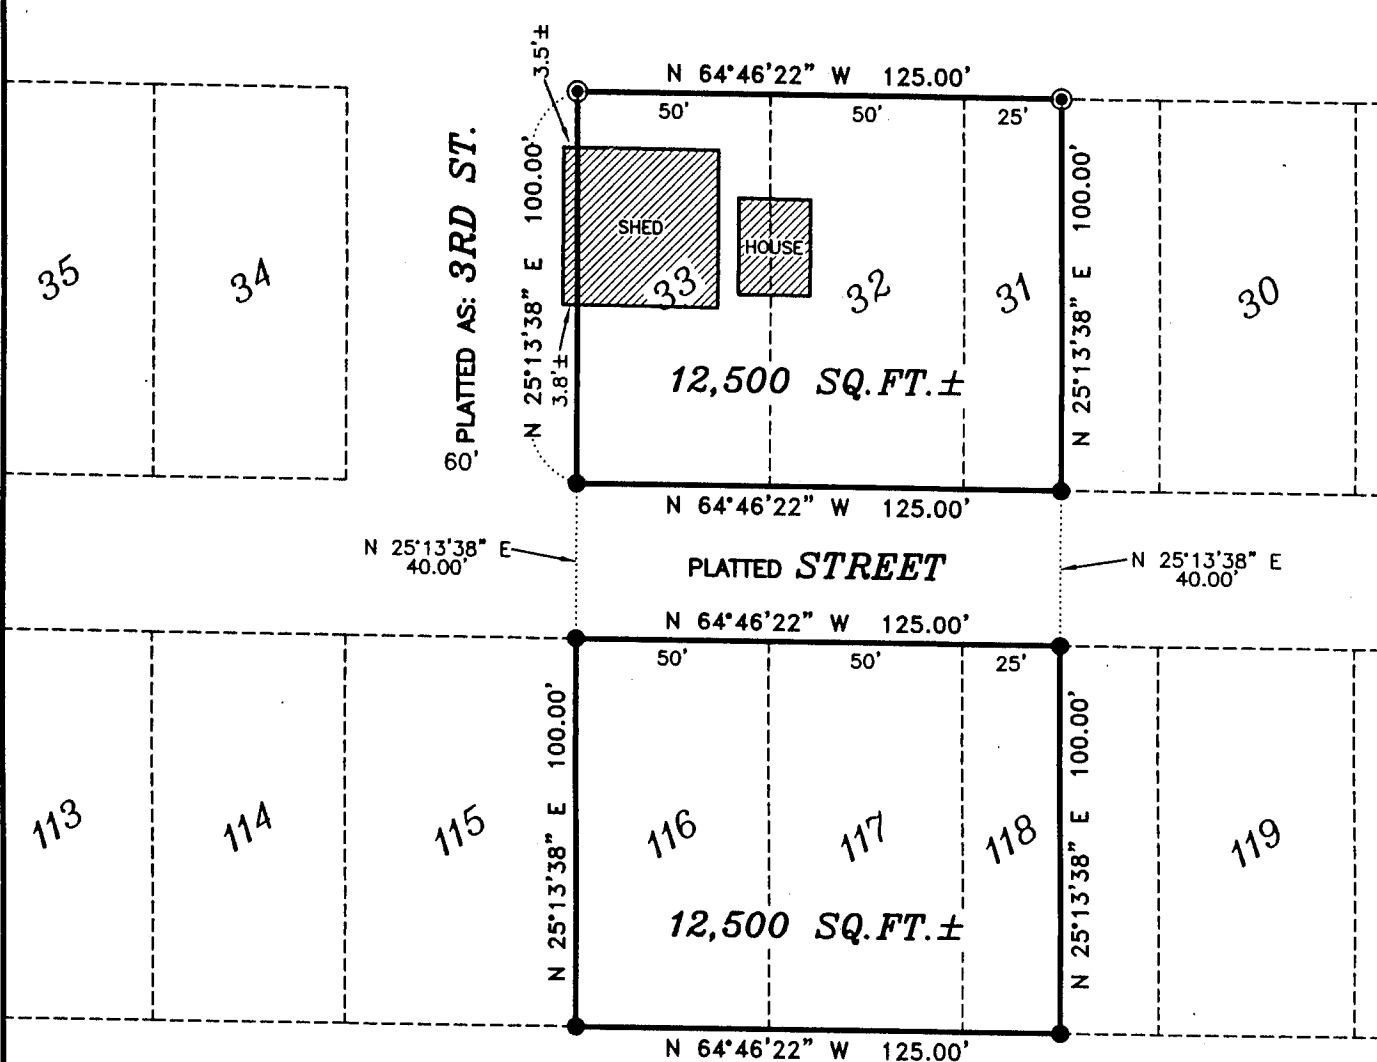 3.5'±
N 64°46'22" W 125.00'
50' 50' 25'
PLATTED AS: 3RD ST.
60'
N 25°13'38" E 100.00'
3.8'±
SHED
HOUSE
N 25°13'38" E 100.00'
35 34 33 32 31 30
12,500 SQ.FT.±
N 64°46'22" W 125.00'
N 25°13'38" E
40.00'
PLATTED STREET
N 25°13'38" E
40.00'
N 64°46'22" W 125.00'
50' 50' 25'
N 25°13'38" E 100.00'
N 25°13'38" E 100.00'
113 114 115 116 117 118 119
12,500 SQ.FT.±
N 64°46'22" W 125.00'